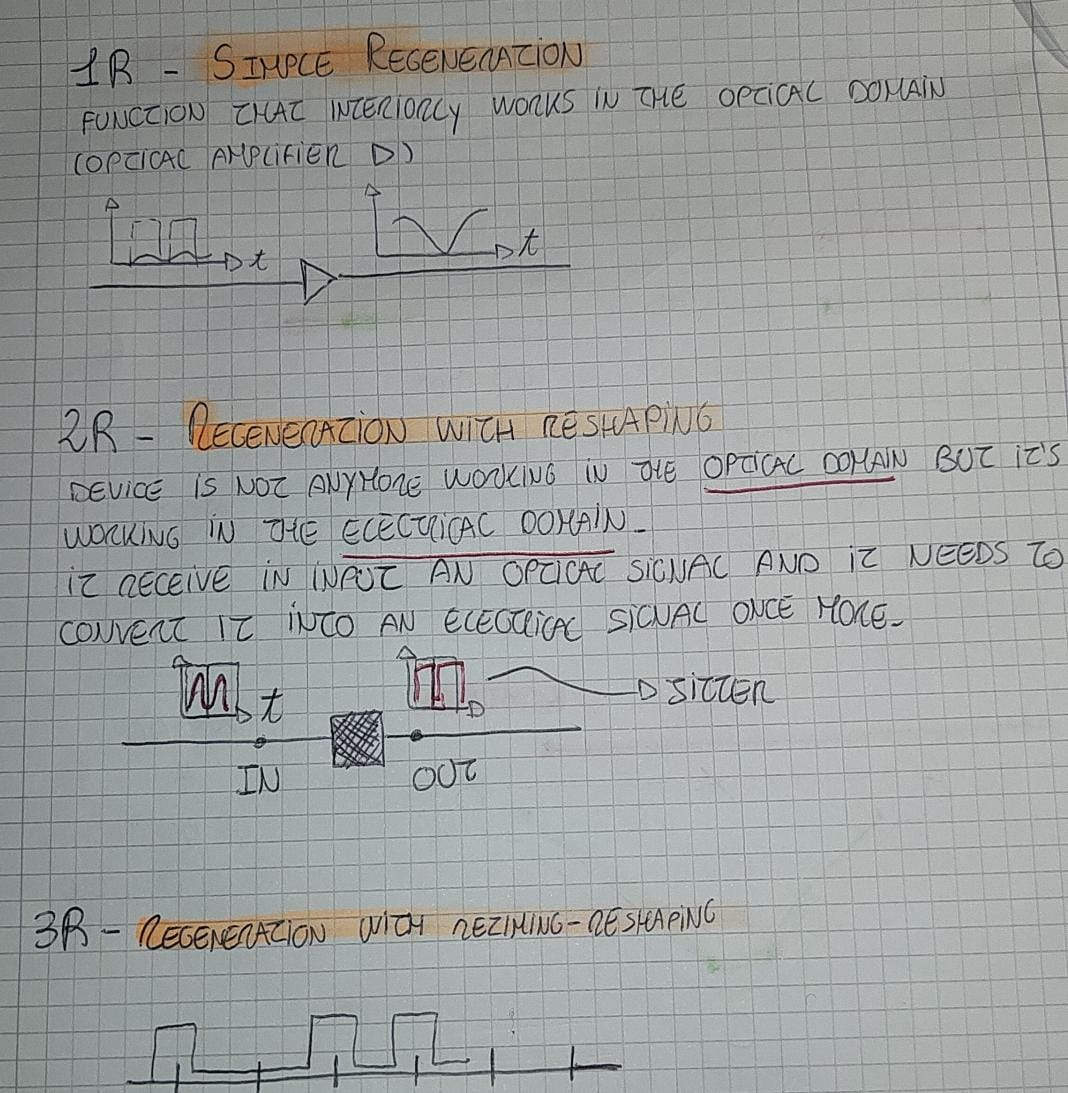 1R - SIMPLE REGENERATION
FUNCTION THAT INTERIORLY WORKS IN THE OPTICAL DOMAIN
(OPTICAL AMPLIFIER ▷)
t
t
2R - REGENERATION WITH RESHAPING
DEVICE IS NOT ANYMORE WORKING IN THE OPTICAL DOMAIN BUT IT'S
WORKING IN THE ELECTRICAL DOMAIN.
IT RECEIVE IN INPUT AN OPTICAL SIGNAL AND IT NEEDS TO
CONVERT IT INTO AN ELECTRICAL SIGNAL ONCE MORE.
t
JITTER
IN
OUT
3R - REGENERATION WITH RETIMING-RESHAPING